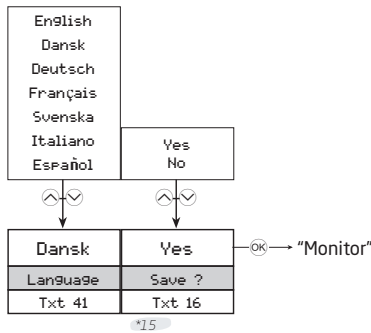 English
Dansk
Deutsch
Français
Svenska
Italiano
Español
Yes
No
Dansk
Yes
OK
"Monitor"
Language
Save ?
Txt 41
Txt 16
*15